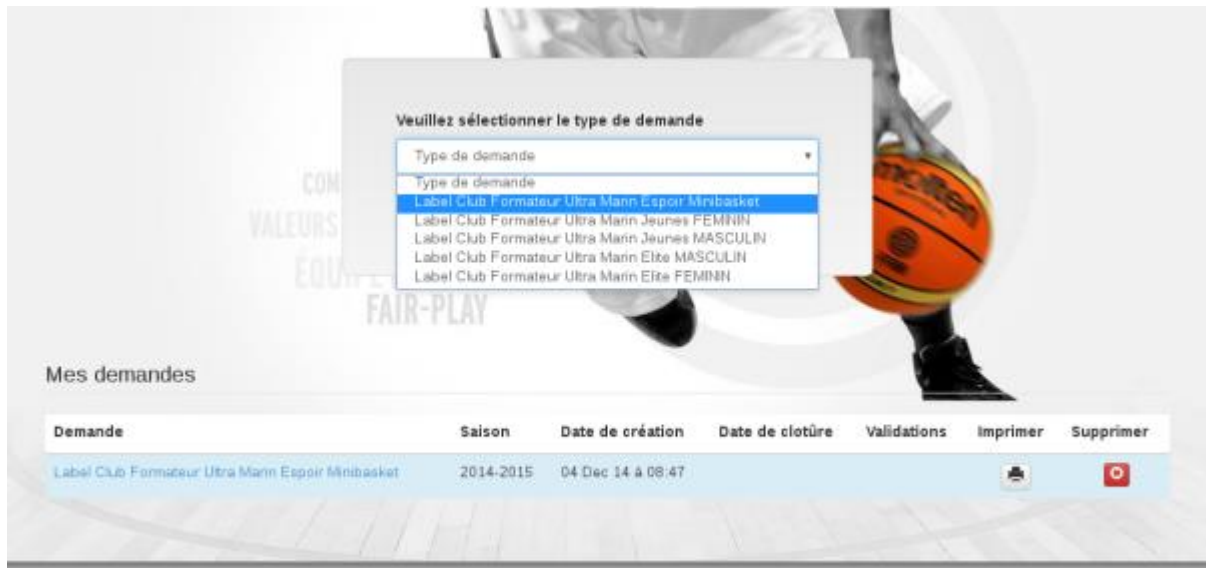 Veuillez sélectionner le type de demande
Type de demande
Type de demande
Label Club Formateur Ultra Marin Espoir Minibasket
Label Club Formateur Ultra Marin Jeunes FEMININ
Label Club Formateur Ultra Marin Jeunes MASCULIN
Label Club Formateur Ultra Marin Elite MASCULIN
Label Club Formateur Ultra Marin Elite FEMININ
VALEURS
FAIR-PLAY
molten
Mes demandes
Demande Saison Date de création Date de clotûre Validations Imprimer Supprimer
Label Club Formateur Ultra Marin Espoir Minibasket 2014-2015 04 Dec 14 à 08:47